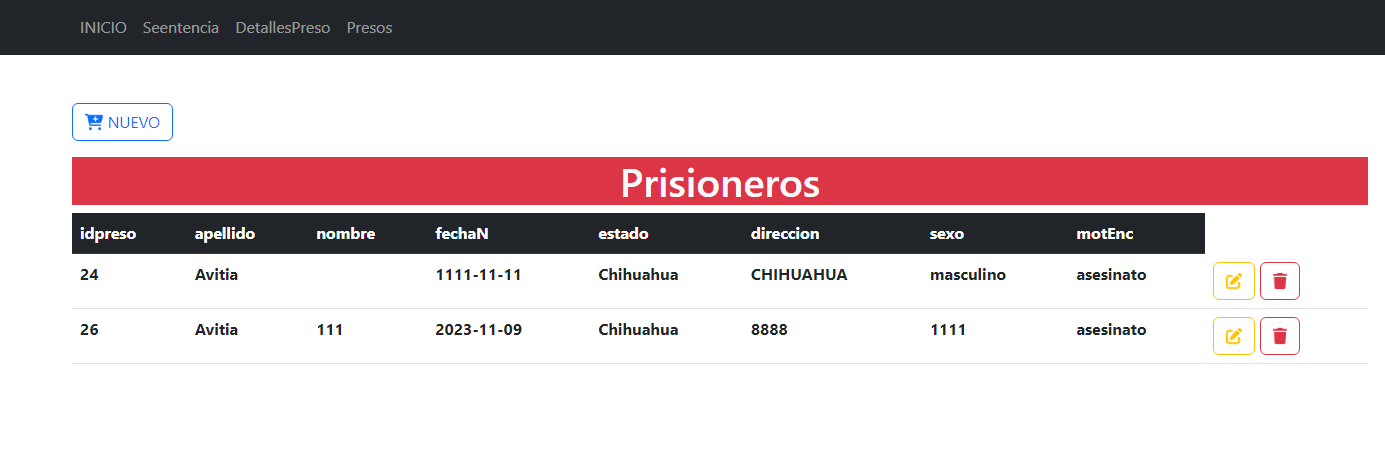 INICIO Seentencia DetallesPreso Presos
NUEVO
Prisioneros
idpreso apellido nombre fechaN estado direccion sexo motEnc
24 Avitia 1111-11-11 Chihuahua CHIHUAHUA masculino asesinato
26 Avitia 111 2023-11-09 Chihuahua 8888 1111 asesinato